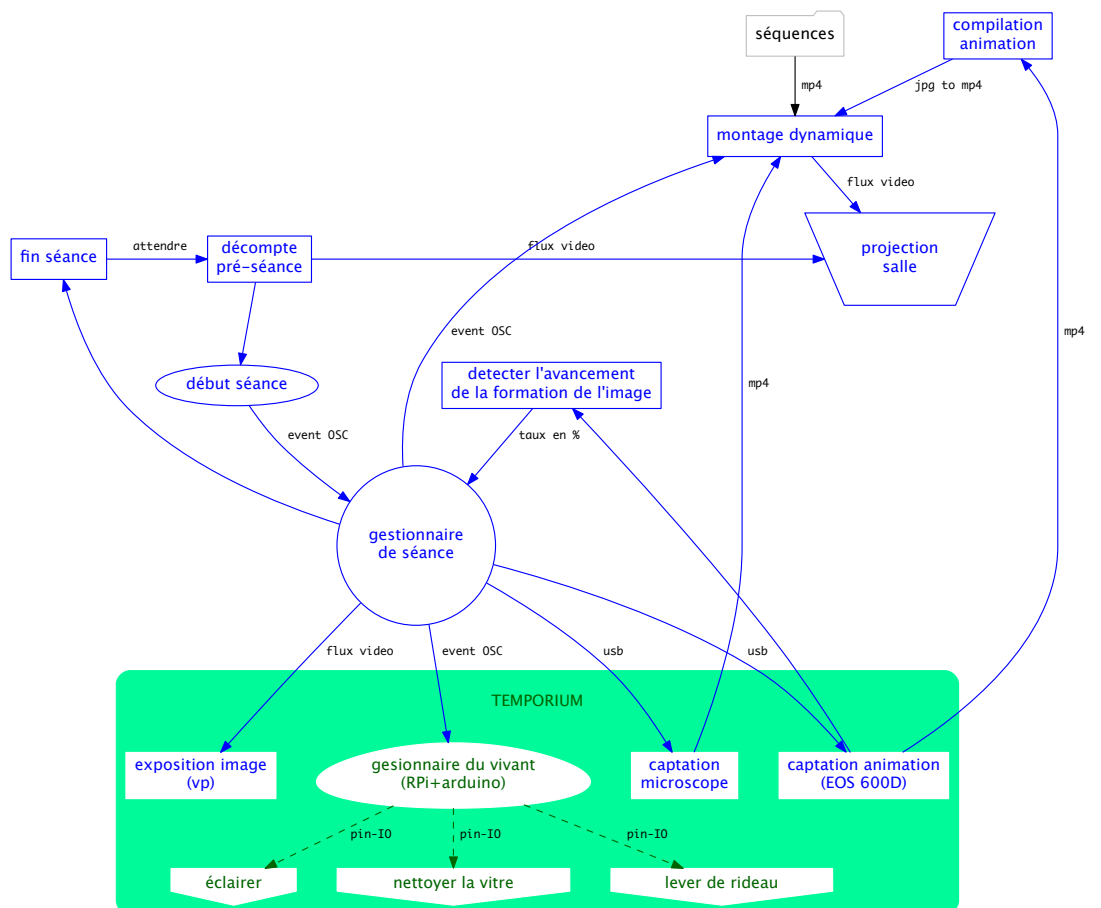 compilation
animation
séquences
mp4
jpg to mp4
montage dynamique
flux video
fin séance
attendre
décompte
pré-séance
flux video
projection
salle
event OSC
mp4
détecter l'avancement
de la formation de l'image
mp4
début séance
event OSC
taux en %
gestionnaire
de séance
flux video
event OSC
usb
usb
TEMPORIUM
exposition image
(vp)
gesionnaire du vivant
(RPi+arduino)
captation
microscope
captation animation
(EOS 600D)
pin-IO
pin-IO
pin-IO
éclairer
nettoyer la vitre
lever de rideau